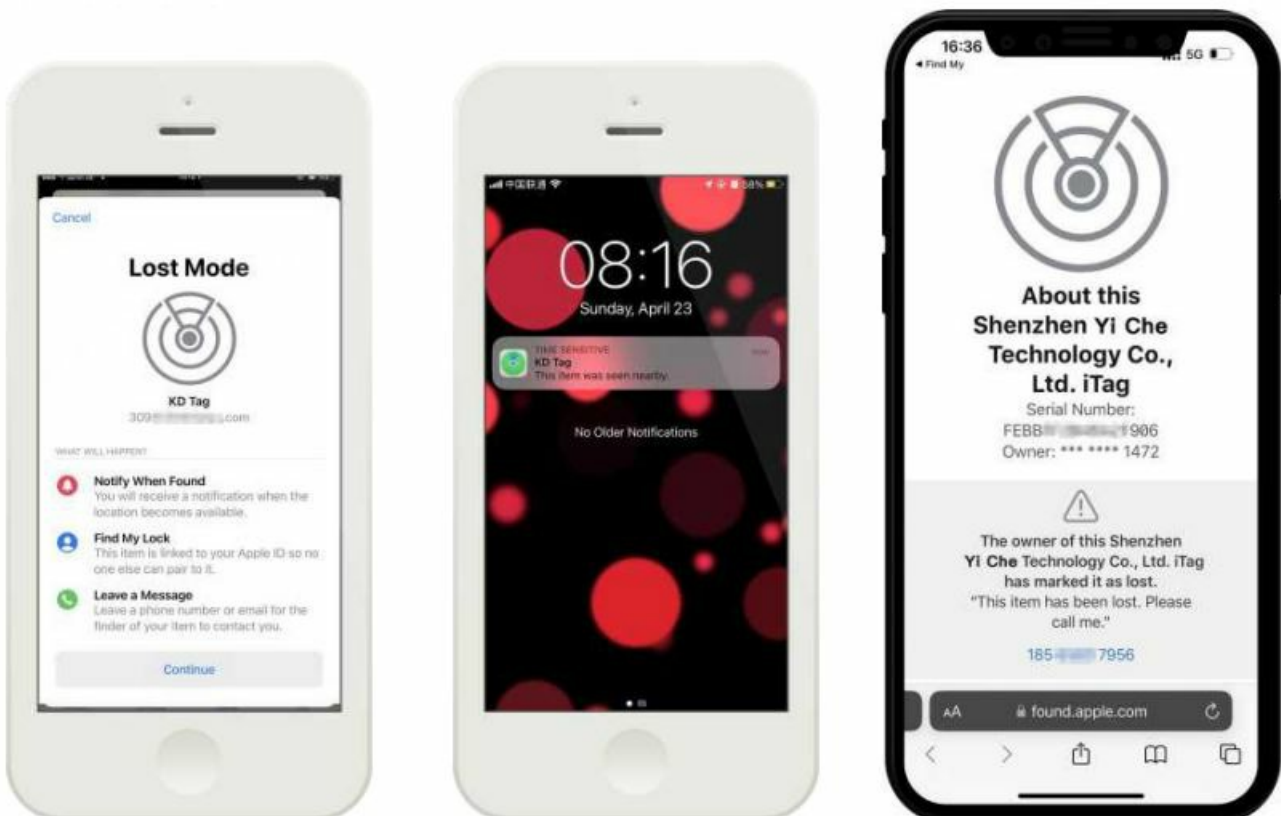 Cancel
Lost Mode
KD Tag
309
.com
WHAT WILL HAPPEN
Notify When Found
You will receive a notification when the
location becomes available.
Find My Lock
This item is linked to your Apple ID so no
one else can pair to it.
Leave a Message
Leave a phone number or email for the
finder of your item to contact you.
Continue
中国联通
58%
08:16
Sunday, April 23
TIME SENSITIVE
now
KD Tag
This item was seen nearby.
No Older Notifications
16:36
5G
Find My
About this
Shenzhen Yi Che
Technology Co.,
Ltd. iTag
Serial Number:
FEBB 906
Owner: *** **** 1472
The owner of this Shenzhen
Yi Che Technology Co., Ltd. iTag
has marked it as lost.
"This item has been lost. Please
call me."
185 7956
AA
found.apple.com